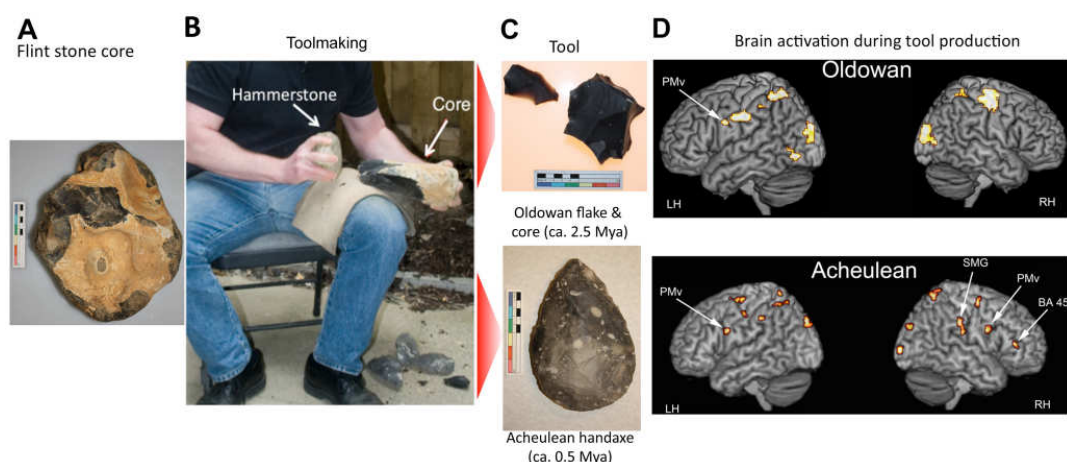 A
Flint stone core
B
Toolmaking
Hammerstone
Core
C
Tool
Oldowan flake &
core (ca. 2.5 Mya)
Acheulean handaxe
(ca. 0.5 Mya)
D
Brain activation during tool production
Oldowan
PMv
LH
RH
Acheulean
PMv
SMG
PMv
BA 45
LH
RH